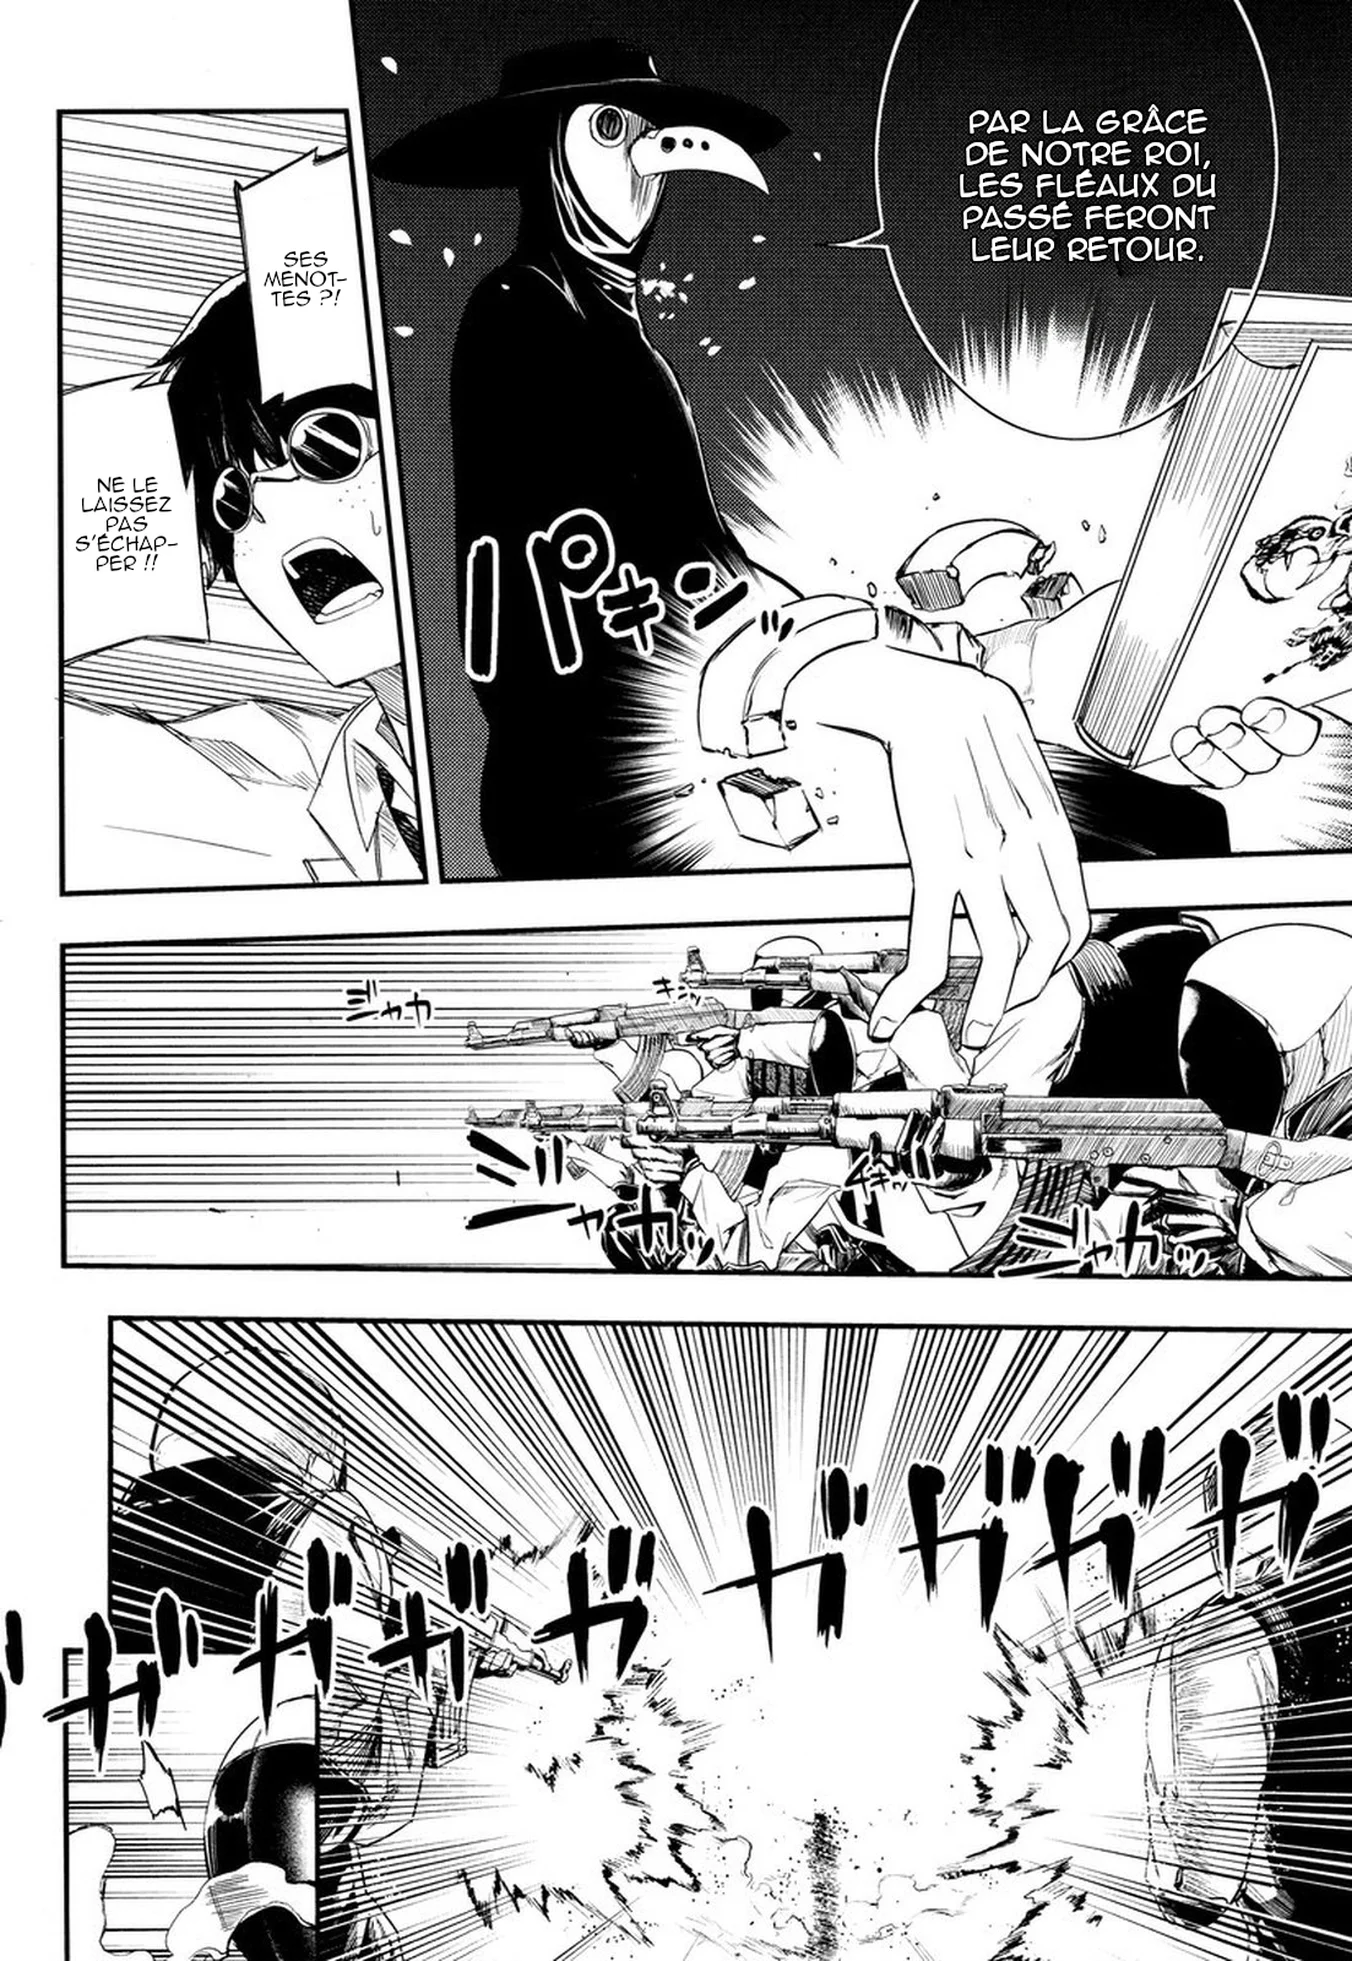 PAR LA GRÂCE
DE NOTRE ROI,
LES FLÉAUX DU
PASSÉ FERONT
LEUR RETOUR.
パキン
SES
MENOT-
TES ?!
NE LE
LAISSEZ
PAS
S'ÉCHAP-
PER !!
ジャカ
ジャカッ
ジャカッ
ガガガガガガガガ